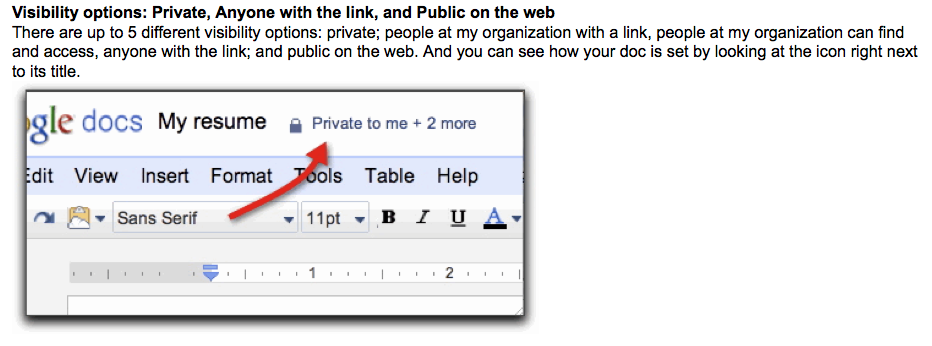 Visibility options: Private, Anyone with the link, and Public on the web
There are up to 5 different visibility options: private; people at my organization with a link, people at my organization can find
and access, anyone with the link; and public on the web. And you can see how your doc is set by looking at the icon right next
to its title.
gle docs My resume Private to me + 2 more
Edit View Insert Format Tools Table Help
Sans Serif 11pt B I U A
1 2